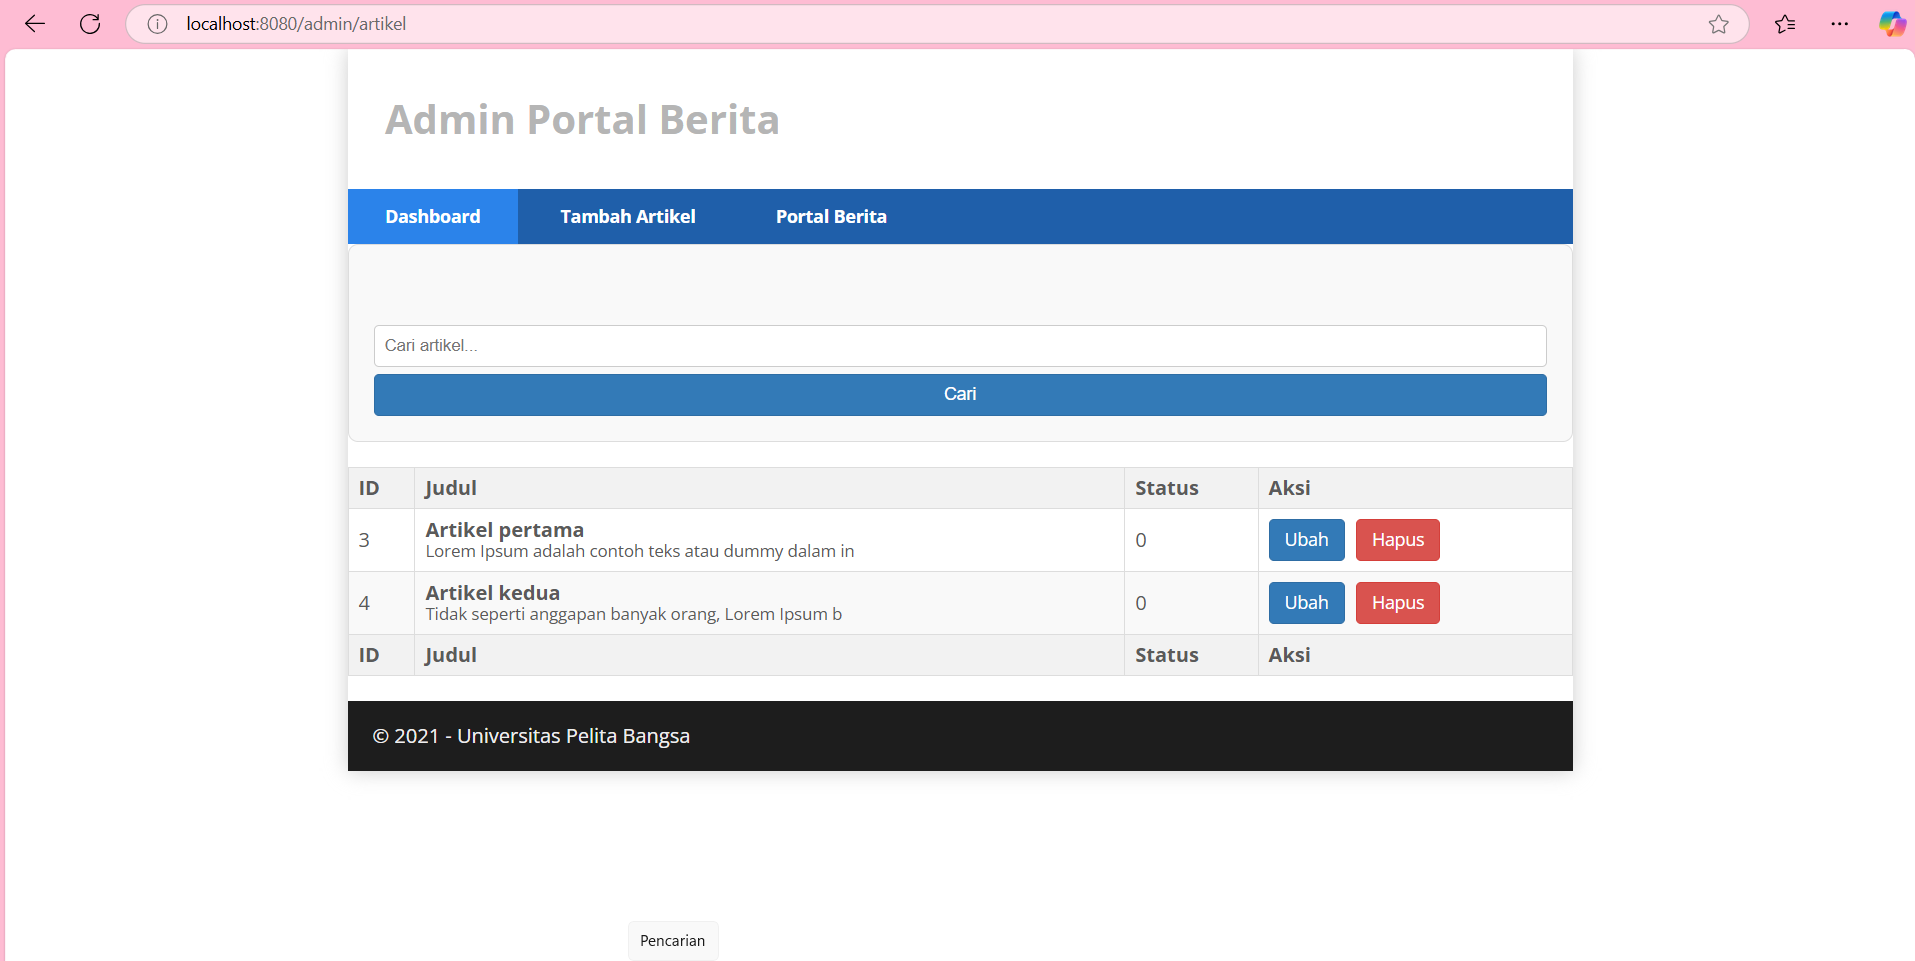 localhost:8080/admin/artikel
Admin Portal Berita
Dashboard Tambah Artikel Portal Berita
Cari artikel...
Cari
ID Judul Status Aksi
3 Artikel pertama 0 Ubah Hapus
Lorem Ipsum adalah contoh teks atau dummy dalam in
4 Artikel kedua 0 Ubah Hapus
Tidak seperti anggapan banyak orang, Lorem Ipsum b
ID Judul Status Aksi
© 2021 - Universitas Pelita Bangsa
Pencarian